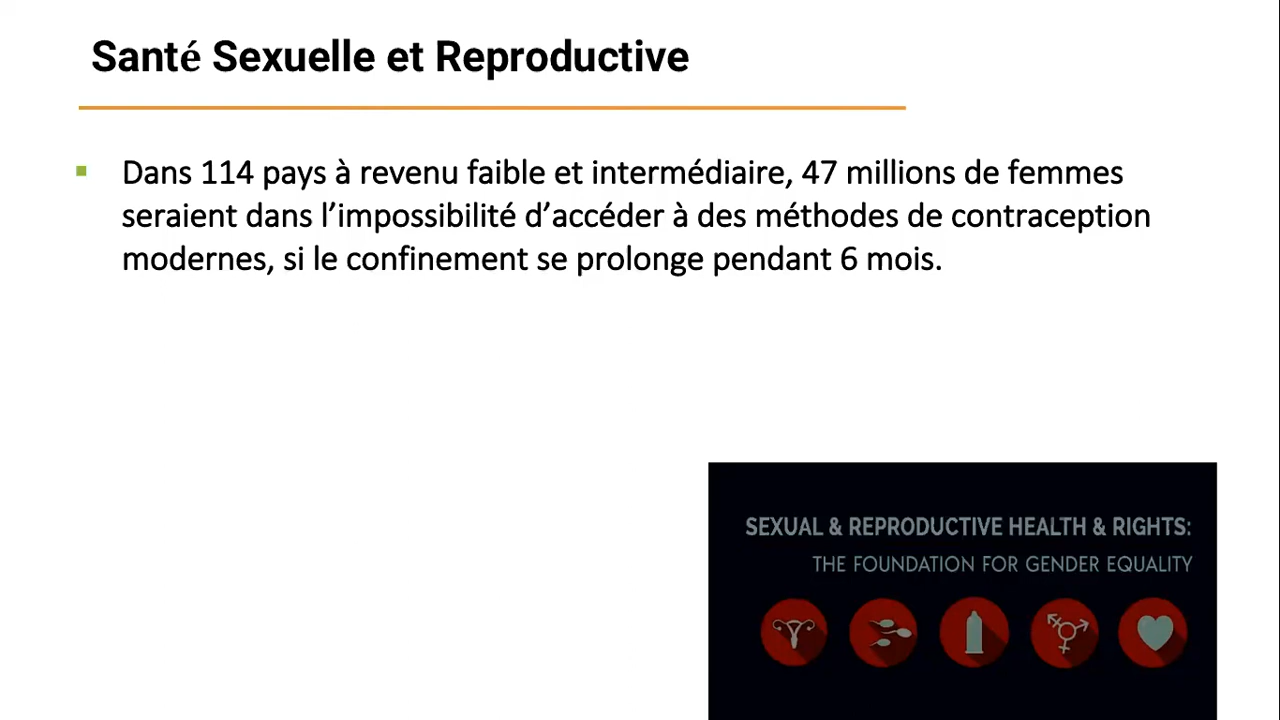 Santé Sexuelle et Reproductive
Dans 114 pays à revenu faible et intermédiaire, 47 millions de femmes
seraient dans l’impossibilité d’accéder à des méthodes de contraception
modernes, si le confinement se prolonge pendant 6 mois.
SEXUAL & REPRODUCTIVE HEALTH & RIGHTS:
THE FOUNDATION FOR GENDER EQUALITY